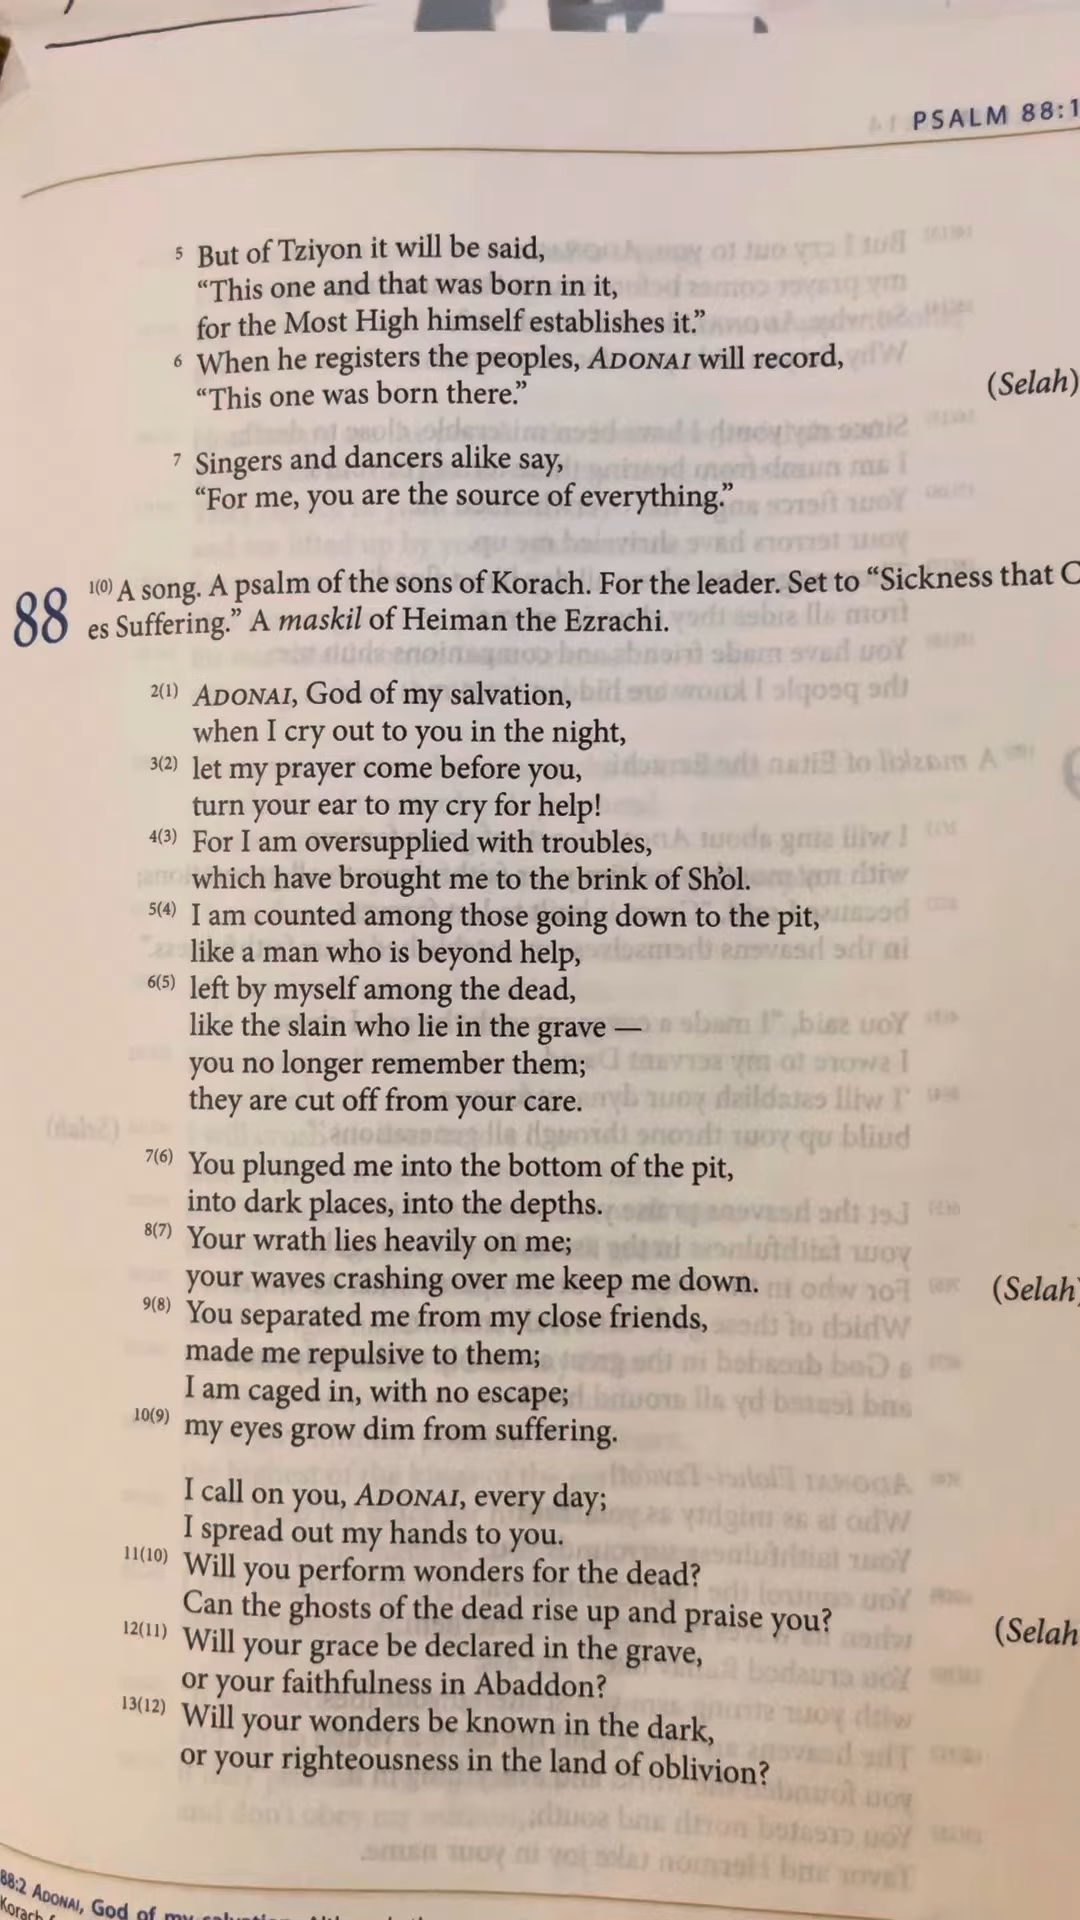 PSALM 88:1
5 But of Tziyon it will be said,
“This one and that was born in it,
for the Most High himself establishes it.”
6 When he registers the peoples, ADONAI will record,
“This one was born there.” (Selah)
7 Singers and dancers alike say,
“For me, you are the source of everything.”
88 1(0) A song. A psalm of the sons of Korach. For the leader. Set to “Sickness that C
es Suffering.” A maskil of Heiman the Ezrachi.
2(1) ADONAI, God of my salvation,
when I cry out to you in the night,
3(2) let my prayer come before you,
turn your ear to my cry for help!
4(3) For I am oversupplied with troubles,
which have brought me to the brink of Sh’ol.
5(4) I am counted among those going down to the pit,
like a man who is beyond help,
6(5) left by myself among the dead,
like the slain who lie in the grave —
you no longer remember them;
they are cut off from your care.
7(6) You plunged me into the bottom of the pit,
into dark places, into the depths.
8(7) Your wrath lies heavily on me;
your waves crashing over me keep me down. (Selah)
9(8) You separated me from my close friends,
made me repulsive to them;
I am caged in, with no escape;
10(9) my eyes grow dim from suffering.
I call on you, ADONAI, every day;
I spread out my hands to you.
11(10) Will you perform wonders for the dead?
Can the ghosts of the dead rise up and praise you? (Selah
12(11) Will your grace be declared in the grave,
or your faithfulness in Abaddon?
13(12) Will your wonders be known in the dark,
or your righteousness in the land of oblivion?
88:2 ADONAI, God of my salvation.
Korach